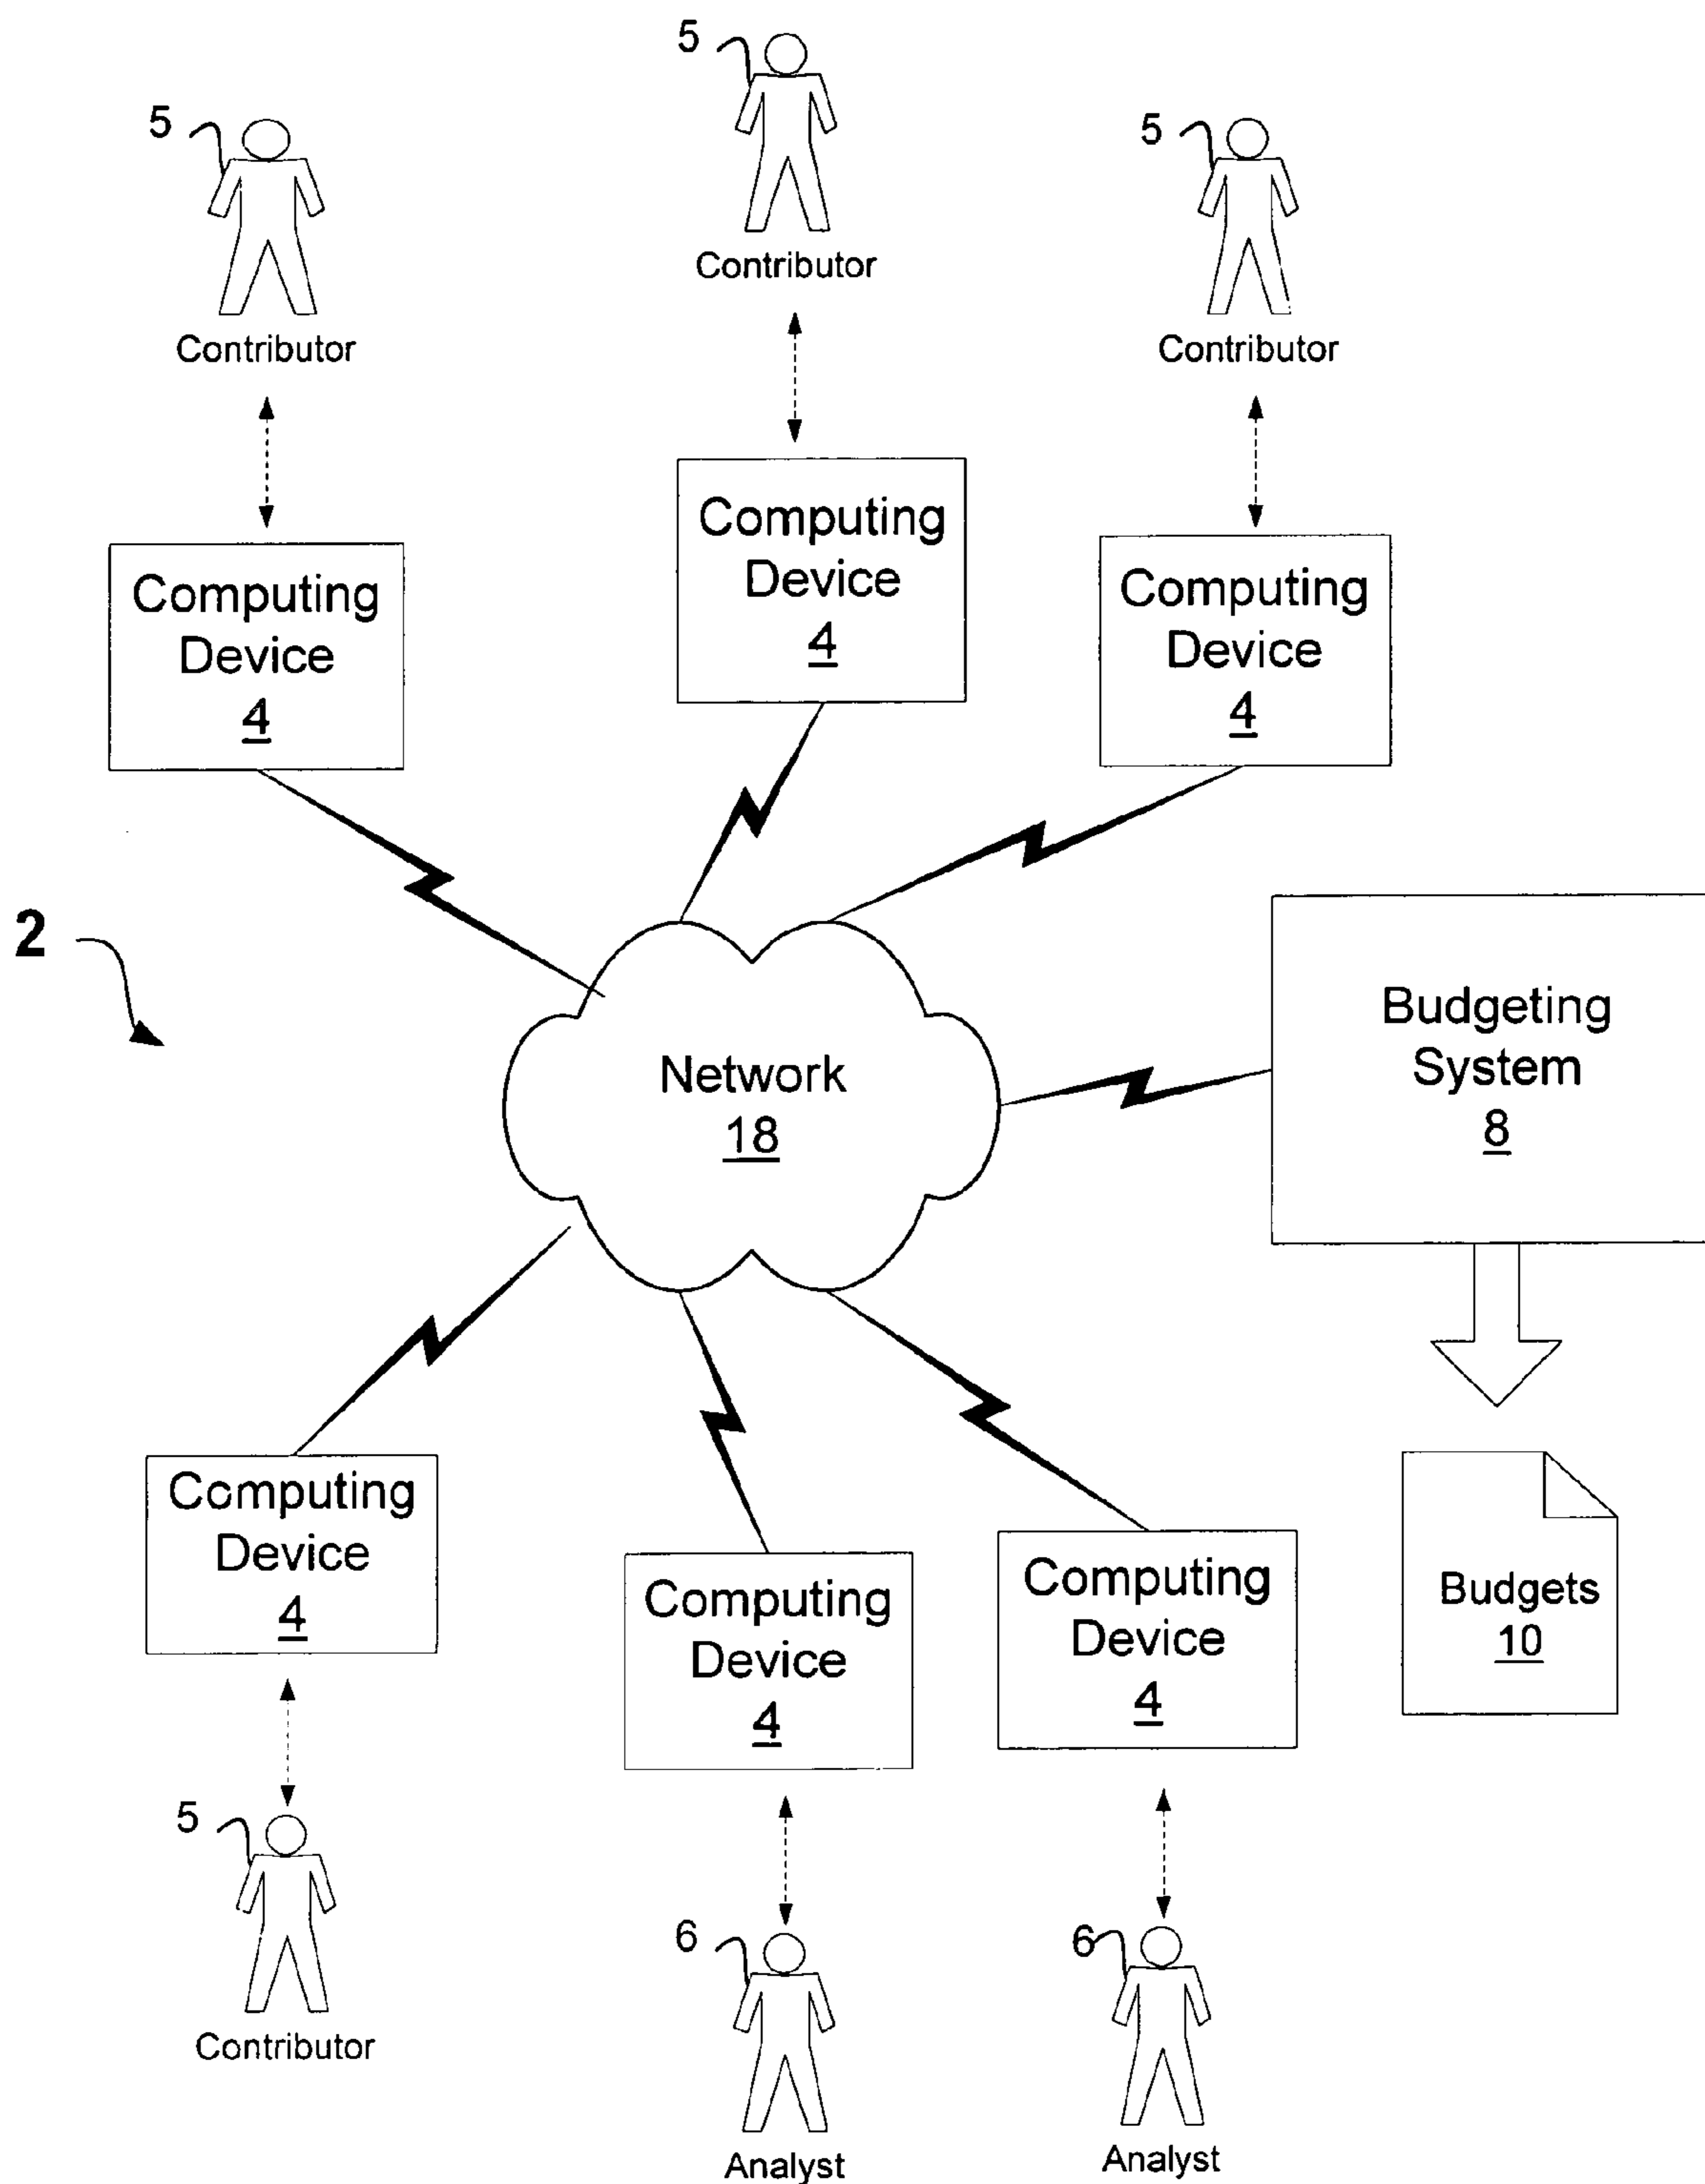 5
Contributor
5
Contributor
5
Contributor
Computing
Device
4
Computing
Device
4
Computing
Device
4
2
Network
18
Budgeting
System
8
Computing
Device
4
Computing
Device
4
Computing
Device
4
Budgets
10
5
Contributor
6
Analyst
6
Analyst